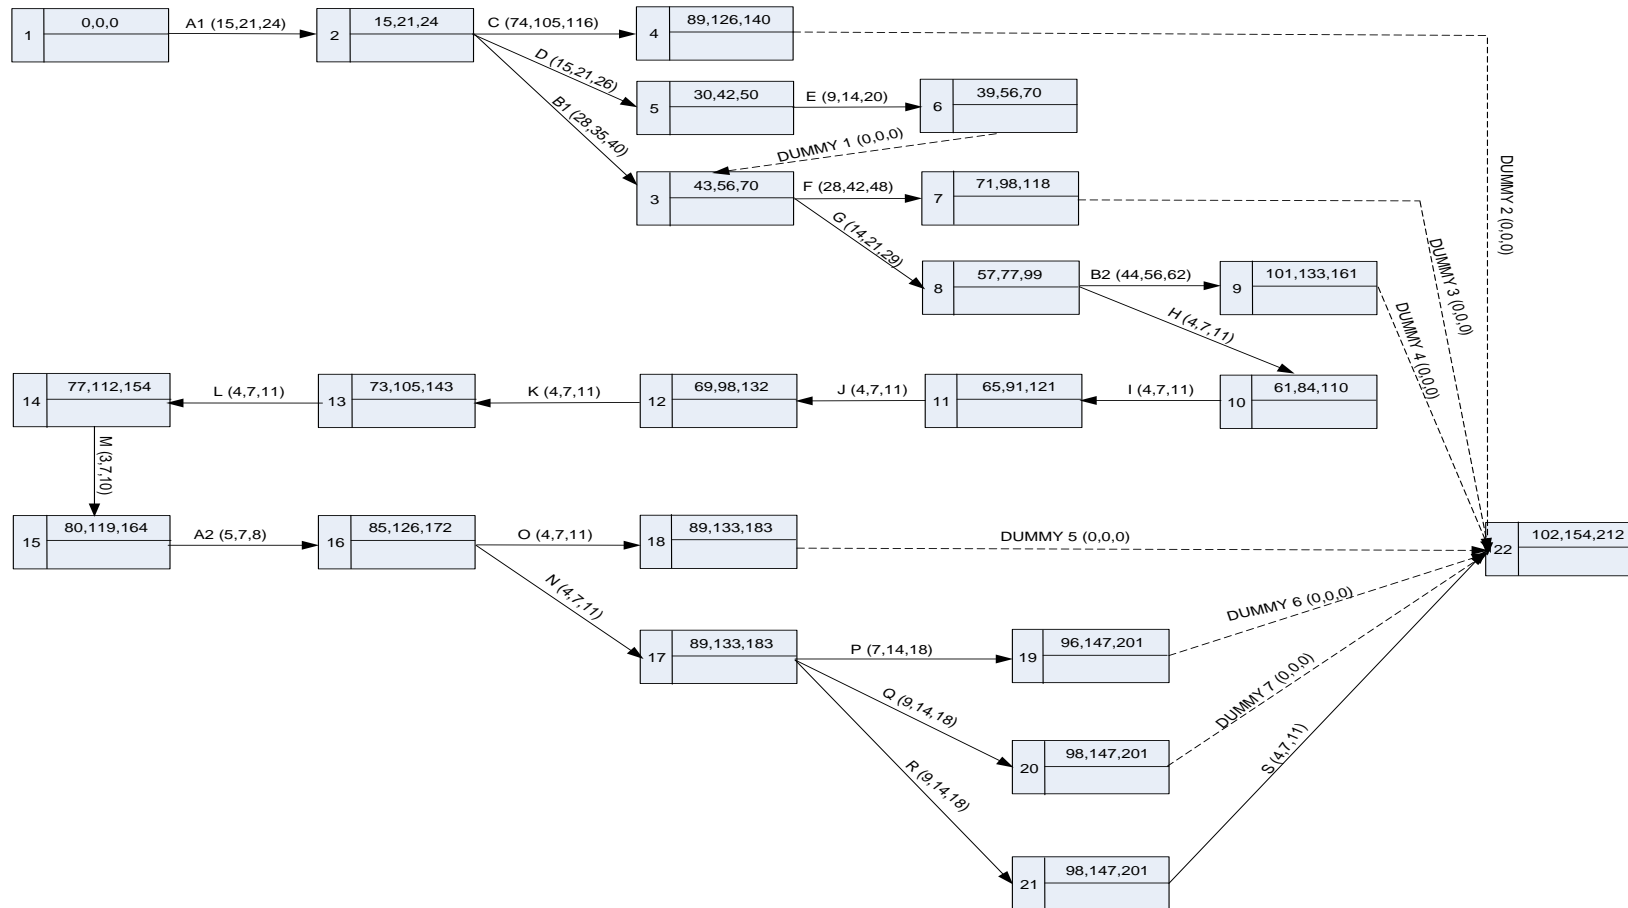 1
0,0,0
A1 (15,21,24)
2
15,21,24
C (74,105,116)
4
89,126,140
D (15,21,26)
B1 (28,35,40)
5
30,42,50
E (9,14,20)
6
39,56,70
DUMMY 1 (0,0,0)
DUMMY 2 (0,0,0)
3
43,56,70
F (28,42,48)
7
71,98,118
G (14,21,29)
DUMMY 3 (0,0,0)
8
57,77,99
B2 (44,56,62)
9
101,133,161
H (4,7,11)
DUMMY 4 (0,0,0)
14
77,112,154
L (4,7,11)
13
73,105,143
K (4,7,11)
12
69,98,132
J (4,7,11)
11
65,91,121
I (4,7,11)
10
61,84,110
M (3,7,10)
15
80,119,164
A2 (5,7,8)
16
85,126,172
O (4,7,11)
18
89,133,183
DUMMY 5 (0,0,0)
22
102,154,212
N (4,7,11)
DUMMY 6 (0,0,0)
17
89,133,183
P (7,14,18)
19
96,147,201
Q (9,14,18)
DUMMY 7 (0,0,0)
R (9,14,18)
20
98,147,201
S (4,7,11)
21
98,147,201